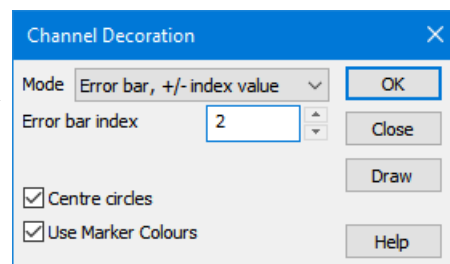 Channel Decoration
Mode Error bar, +/- index value OK
Error bar index 2 Close
Draw
Centre circles
Use Marker Colours
Help